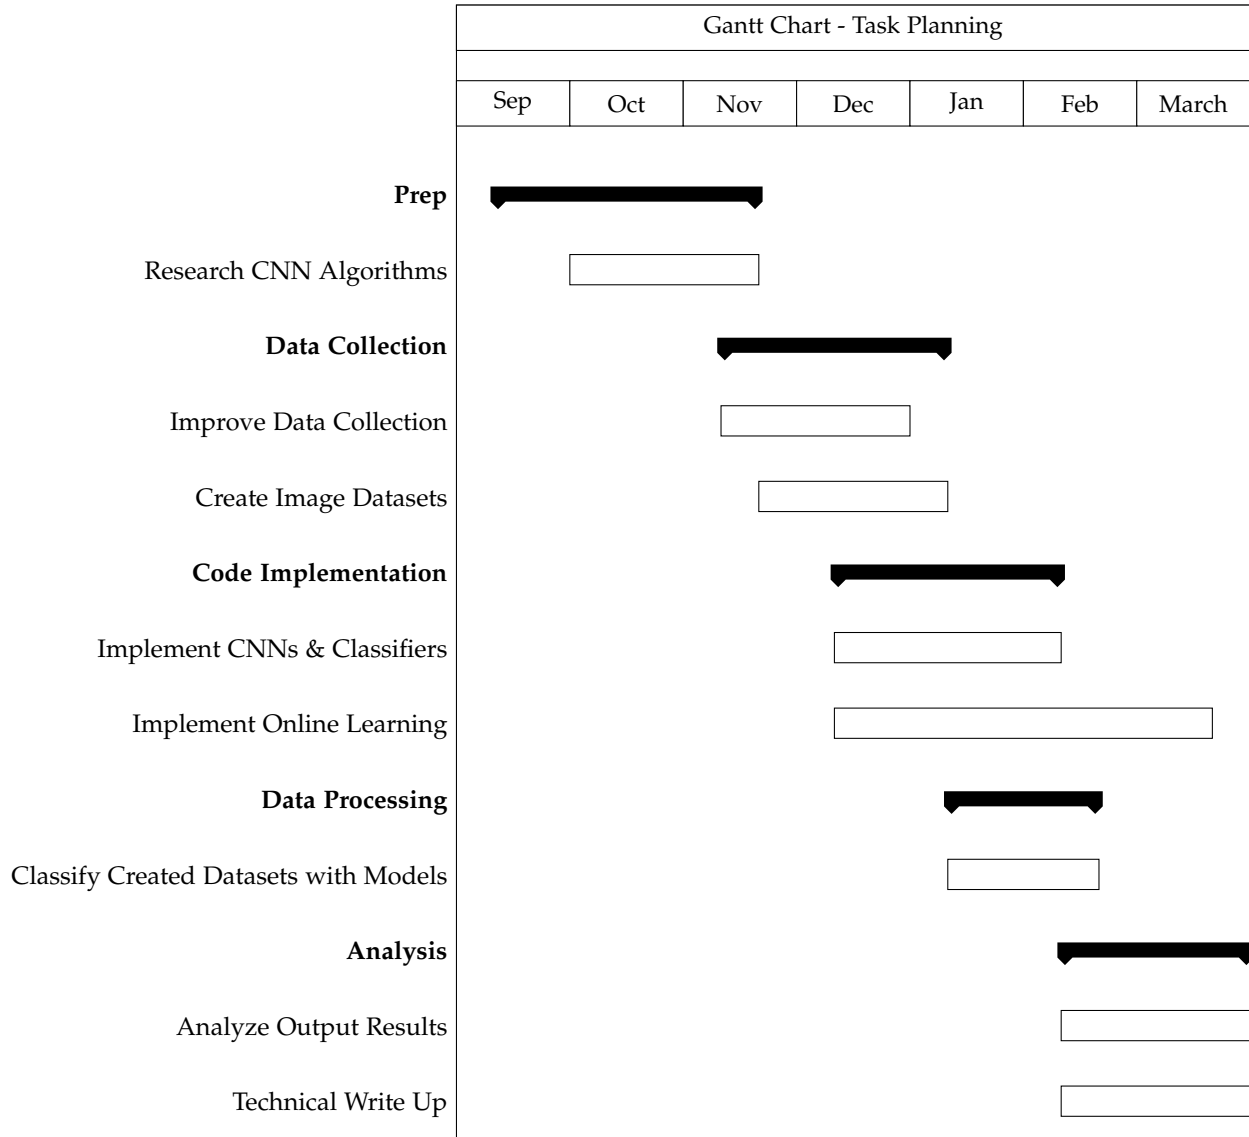 Gantt Chart - Task Planning
Sep Oct Nov Dec Jan Feb March
Prep
Research CNN Algorithms
Data Collection
Improve Data Collection
Create Image Datasets
Code Implementation
Implement CNNs & Classifiers
Implement Online Learning
Data Processing
Classify Created Datasets with Models
Analysis
Analyze Output Results
Technical Write Up